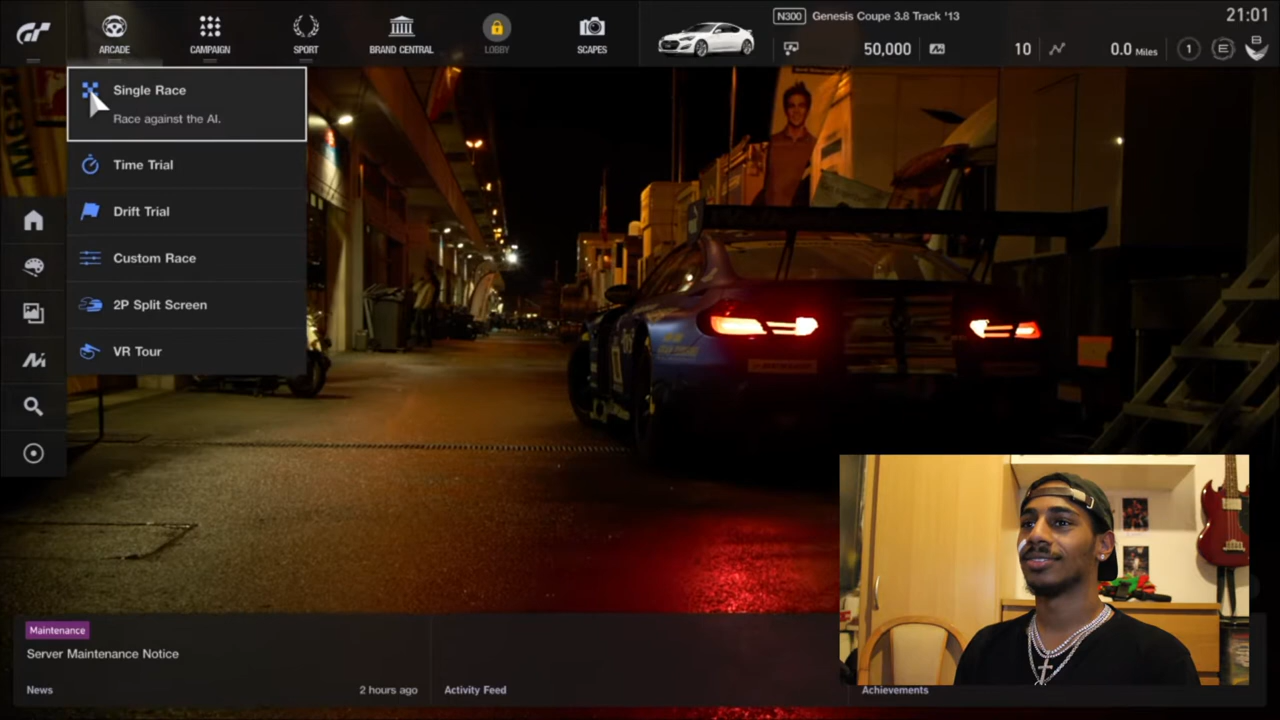 ARCADE
CAMPAIGN
SPORT
BRAND CENTRAL
LOBBY
SCAPES
N300 Genesis Coupe 3.8 Track '13
50,000
10
0.0 Miles
1
E
B
21:01
Single Race
Race against the AI.
Time Trial
Drift Trial
Custom Race
2P Split Screen
VR Tour
Maintenance
Server Maintenance Notice
News
2 hours ago
Activity Feed
Achievements